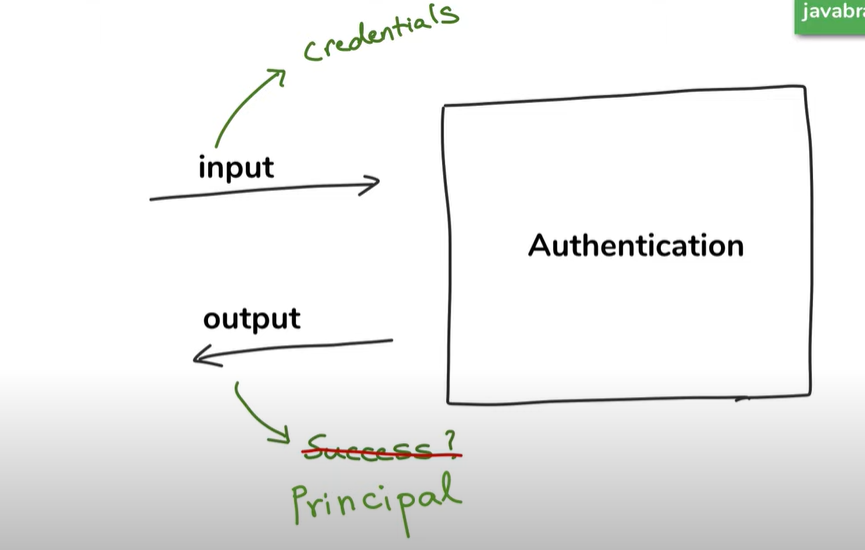 javabra
credentials
input
Authentication
output
Success?
Principal